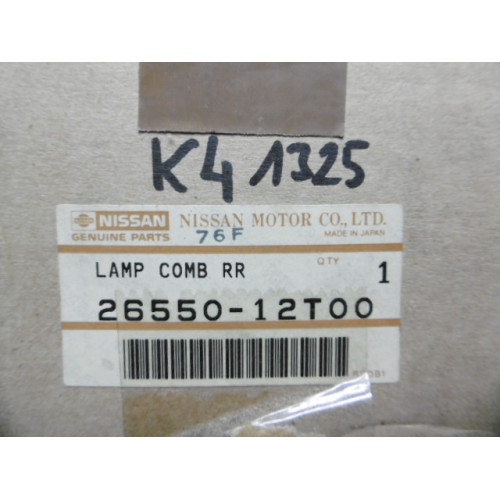 K4 1325
NISSAN NISSAN MOTOR CO., LTD.
GENUINE PARTS 76F MADE IN JAPAN
LAMP COMB RR QTY 1
26550-12T00